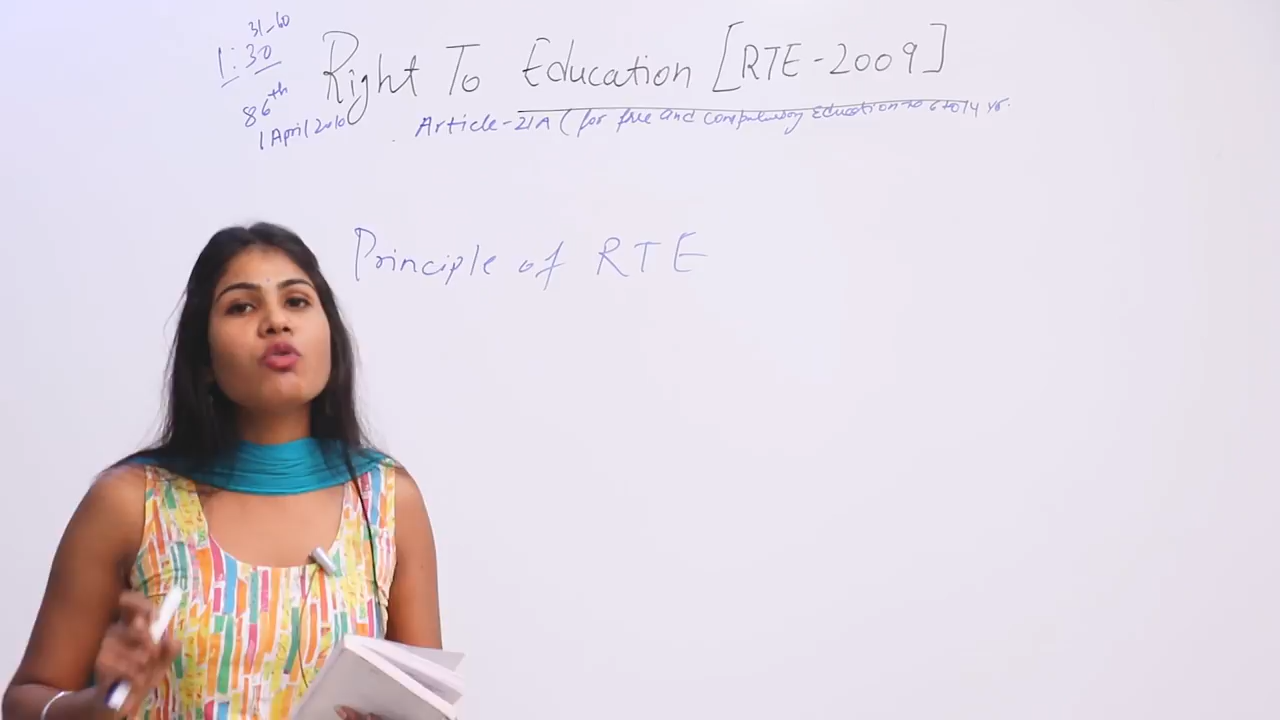 31-60
1:30
Right To Education [RTE-2009]
86th
1 April 2010
Article-21A (for free and compulsory Education to 6 to 14 yr.
Principle of RTE